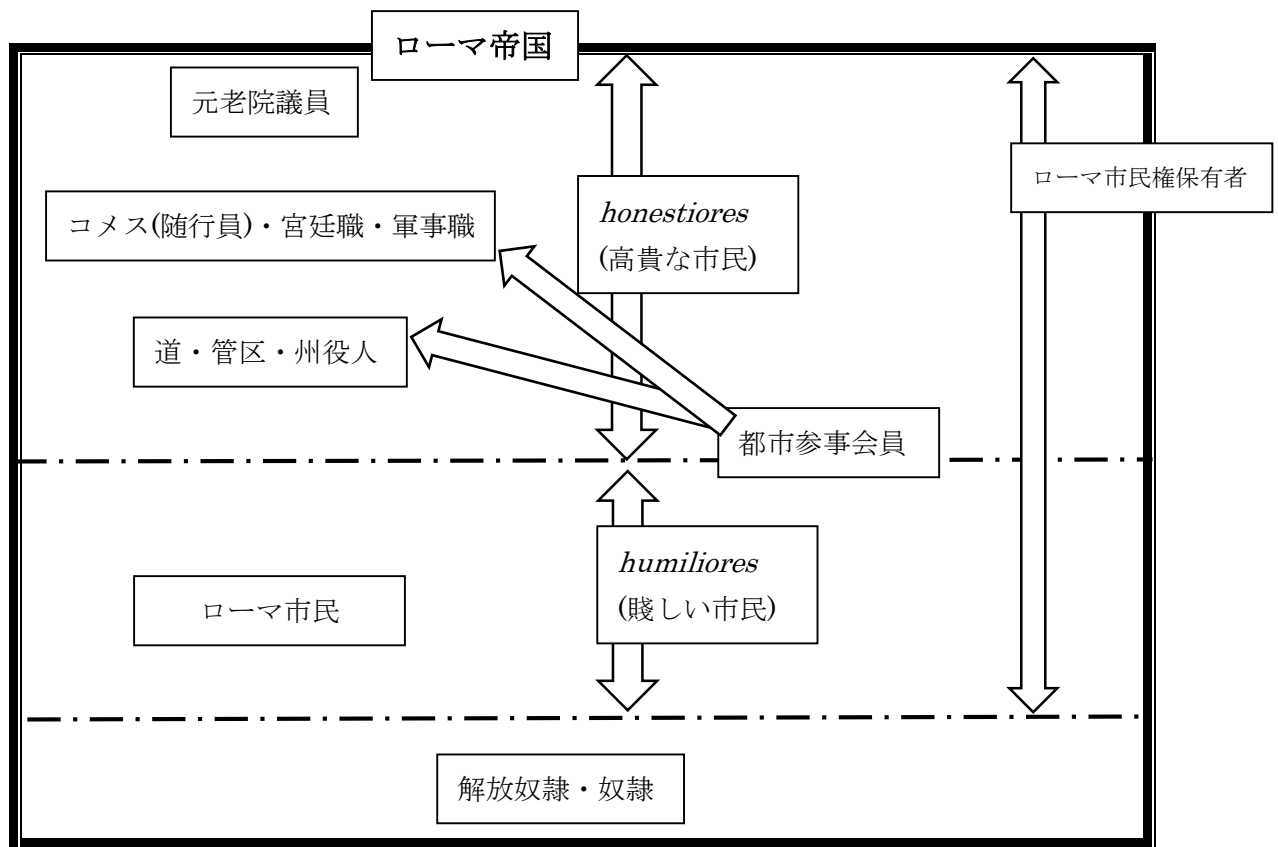 ローマ帝国
元老院議員
ローマ市民権保有者
コメス(随行員)・宮廷職・軍事職
honestiores
(高貴な市民)
道・管区・州役人
都市参事会員
humiliores
(賤しい市民)
ローマ市民
解放奴隷・奴隷